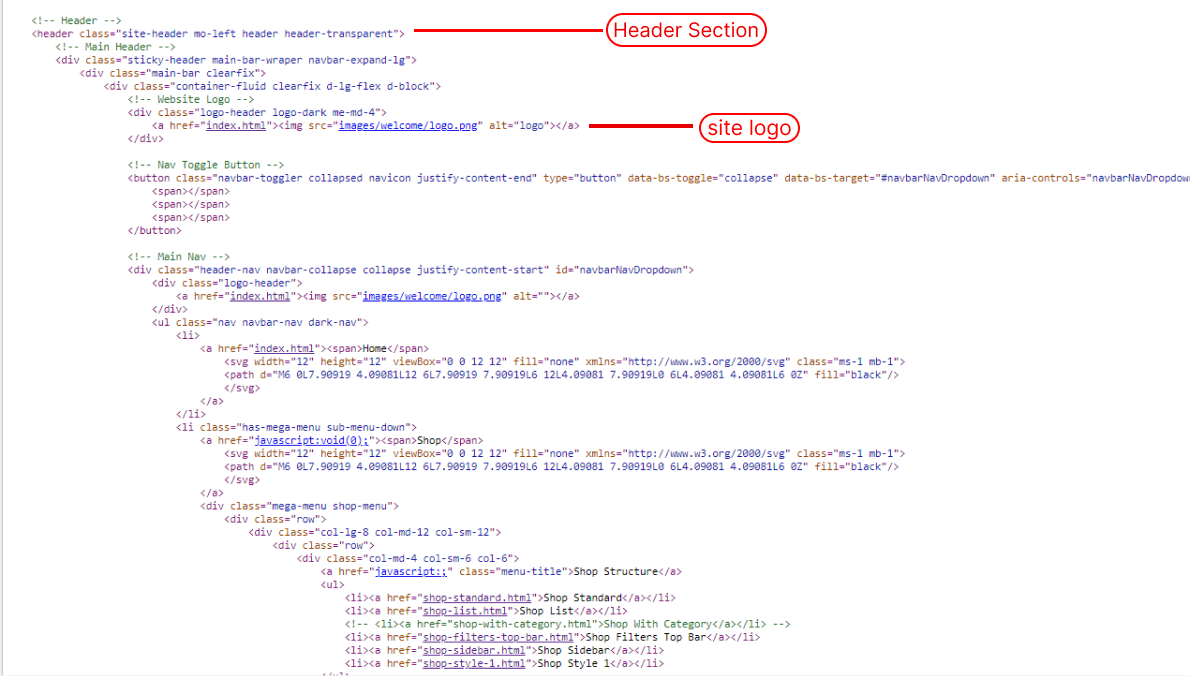 <!-- Header -->
<header class="site-header mo-left header header-transparent">
Header Section
<!-- Main Header -->
<div class="sticky-header main-bar-wraper navbar-expand-lg">
<div class="main-bar clearfix">
<div class="container-fluid clearfix d-lg-flex d-block">
<!-- Website Logo -->
<div class="logo-header logo-dark me-md-4">
<a href="index.html"><img src="images/welcome/logo.png" alt="logo"></a>
site logo
</div>
<!-- Nav Toggle Button -->
<button class="navbar-toggler collapsed navicon justify-content-end" type="button" data-bs-toggle="collapse" data-bs-target="#navbarNavDropdown" aria-controls="navbarNavDropdow
<span></span>
<span></span>
<span></span>
</button>
<!-- Main Nav -->
<div class="header-nav navbar-collapse collapse justify-content-start" id="navbarNavDropdown">
<div class="logo-header">
<a href="index.html"><img src="images/welcome/logo.png" alt=""></a>
</div>
<ul class="nav navbar-nav dark-nav">
<li>
<a href="index.html"><span>Home</span>
<svg width="12" height="12" viewBox="0 0 12 12" fill="none" xmlns="http://www.w3.org/2000/svg" class="ms-1 mb-1">
<path d="M6 0L7.90919 4.09081L12 6L7.90919 7.90919L6 12L4.09081 7.90919L0 6L4.09081 4.09081L6 0Z" fill="black"/>
</svg>
</a>
</li>
<li class="has-mega-menu sub-menu-down">
<a href="javascript:void(0);"><span>Shop</span>
<svg width="12" height="12" viewBox="0 0 12 12" fill="none" xmlns="http://www.w3.org/2000/svg" class="ms-1 mb-1">
<path d="M6 0L7.90919 4.09081L12 6L7.90919 7.90919L6 12L4.09081 7.90919L0 6L4.09081 4.09081L6 0Z" fill="black"/>
</svg>
</a>
<div class="mega-menu shop-menu">
<div class="row">
<div class="col-lg-8 col-md-12 col-sm-12">
<div class="row">
<div class="col-md-4 col-sm-6 col-6">
<a href="javascript:;" class="menu-title">Shop Structure</a>
<ul>
<li><a href="shop-standard.html">Shop Standard</a></li>
<li><a href="shop-list.html">Shop List</a></li>
<!-- <li><a href="shop-with-category.html">Shop With Category</a></li> -->
<li><a href="shop-filters-top-bar.html">Shop Filters Top Bar</a></li>
<li><a href="shop-sidebar.html">Shop Sidebar</a></li>
<li><a href="shop-style-1.html">Shop Style 1</a></li>